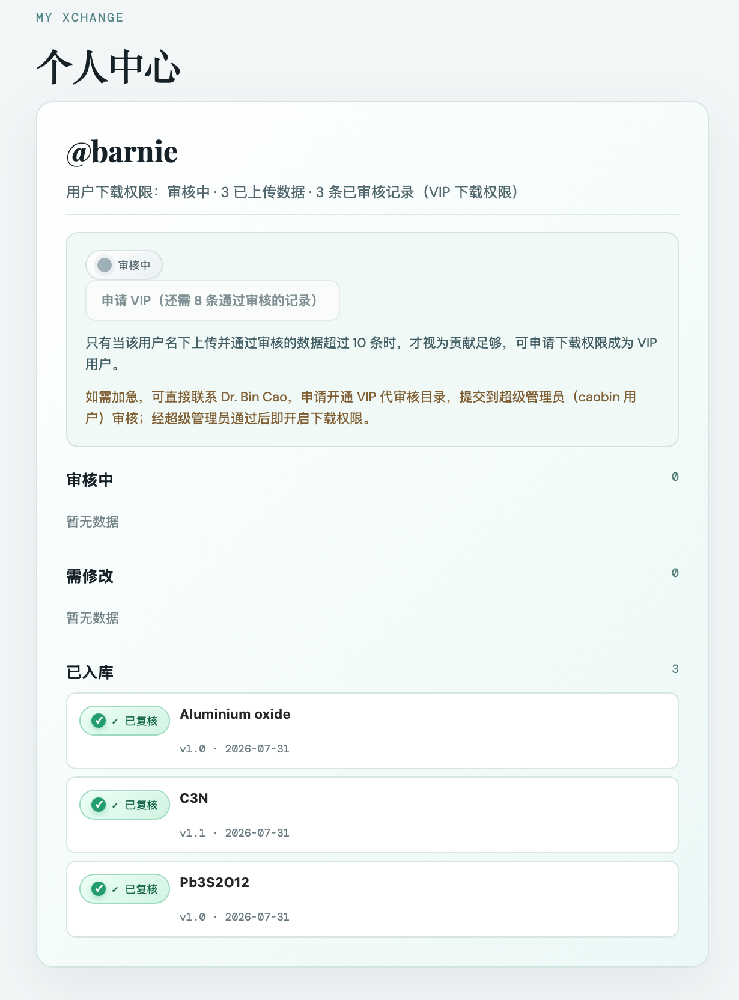 MY XCHANGE
个人中心
@barnie
用户下载权限：审核中 · 3 已上传数据 · 3 条已审核记录（VIP 下载权限）
审核中
申请 VIP（还需 8 条通过审核的记录）
只有当该用户名下上传并通过审核的数据超过 10 条时，才视为贡献足够，可申请下载权限成为 VIP
用户。
如需加急，可直接联系 Dr. Bin Cao，申请开通 VIP 代审核目录，提交到超级管理员（caobin 用
户）审核；经超级管理员通过后即开启下载权限。
审核中 0
暂无数据
需修改 0
暂无数据
已入库 3
✓ 已复核 Aluminium oxide
v1.0 · 2026-07-31
✓ 已复核 C3N
v1.1 · 2026-07-31
✓ 已复核 Pb3S2O12
v1.0 · 2026-07-31